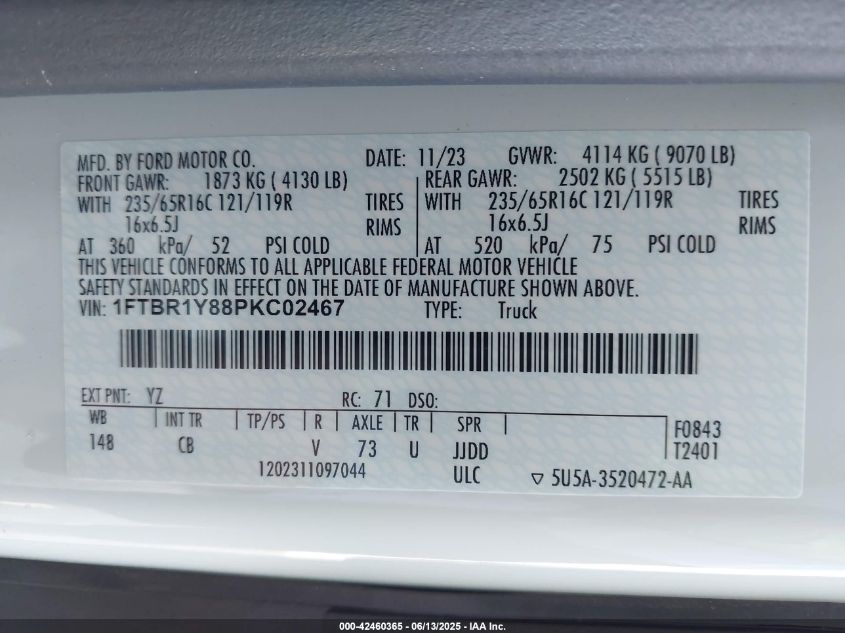 MFD. BY FORD MOTOR CO. DATE: 11/23 GVWR: 4114 KG ( 9070 LB)
FRONT GAWR: 1873 KG ( 4130 LB) REAR GAWR: 2502 KG ( 5515 LB)
WITH 235/65R16C 121/119R TIRES WITH 235/65R16C 121/119R TIRES
16x6.5J RIMS 16x6.5J RIMS
AT 360 kPa/ 52 PSI COLD AT 520 kPa/ 75 PSI COLD
THIS VEHICLE CONFORMS TO ALL APPLICABLE FEDERAL MOTOR VEHICLE
SAFETY STANDARDS IN EFFECT ON THE DATE OF MANUFACTURE SHOWN ABOVE.
VIN: 1FTBR1Y88PKC02467 TYPE: Truck
EXT PNT: YZ RC: 71 DSO:
WB INT TR TP/PS R AXLE TR SPR F0843
148 CB V 73 U JJDD T2401
1202311097044 ULC ▽ 5U5A-3520472-AA
000-42460365 - 06/13/2025 - IAA Inc.